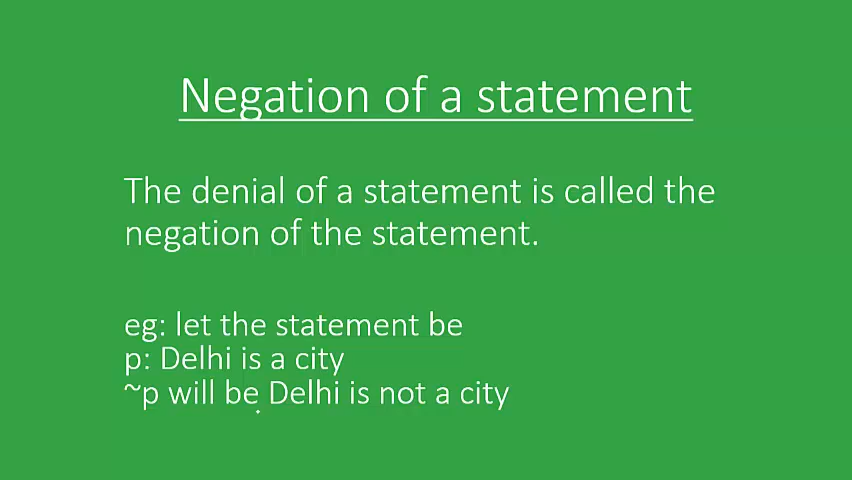 Negation of a statement
The denial of a statement is called the
negation of the statement.
eg: let the statement be
p: Delhi is a city
~p will be Delhi is not a city